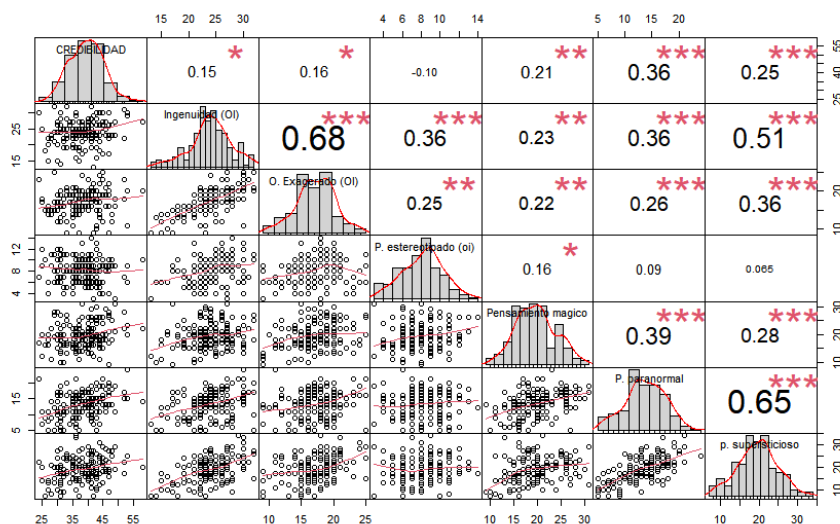 15 20 25 30
4 6 8 10 14
5 10 15 20
CREDIBILIDAD
0.15 *
0.16 *
-0.10
0.21 **
0.36 ***
0.25 ***
25 40 55
15 25
Ingenuidad (OI)
0.68 ***
0.36 ***
0.23 **
0.36 ***
0.51 ***
O. Exagerado (OI)
0.25 **
0.22 **
0.26 ***
0.36 ***
10 20
4 8 12
P. esterentipado (oi)
0.16 *
0.09
0.065
Pensamiento magico
0.39 ***
0.28 ***
10 20 30
5 15
P. paranormal
0.65 ***
p. supersticioso
10 20 30
25 35 45 55
10 15 20 25
10 15 20 25 30
10 20 30